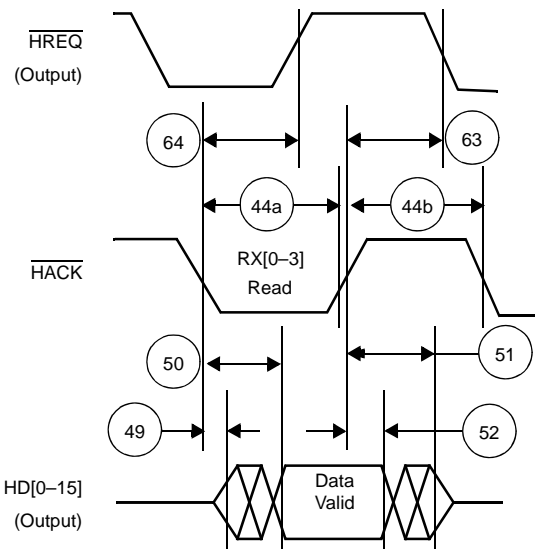 HREQ
(Output)
64
63
44a
44b
HACK
RX[0–3]
Read
50
51
49
52
HD[0–15]
(Output)
Data
Valid